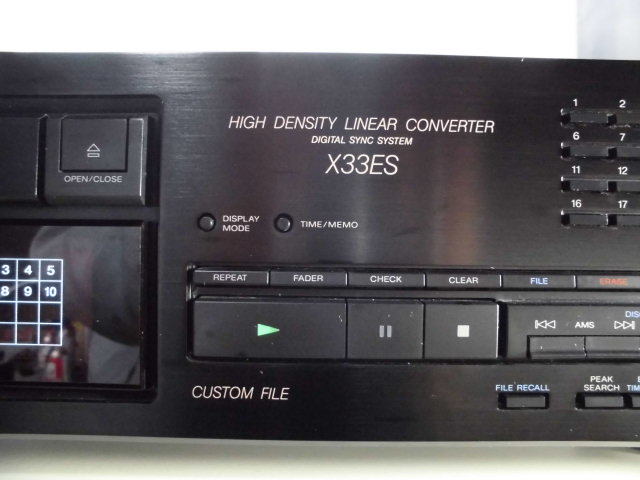 HIGH DENSITY LINEAR CONVERTER
DIGITAL SYNC SYSTEM
X33ES
OPEN/CLOSE
DISPLAY
MODE
TIME/MEMO
1 2
6 7
11 12
16 17
3 4 5
8 9 10
REPEAT FADER CHECK CLEAR FILE ERASE
AMS
CUSTOM FILE
FILE RECALL
PEAK
SEARCH